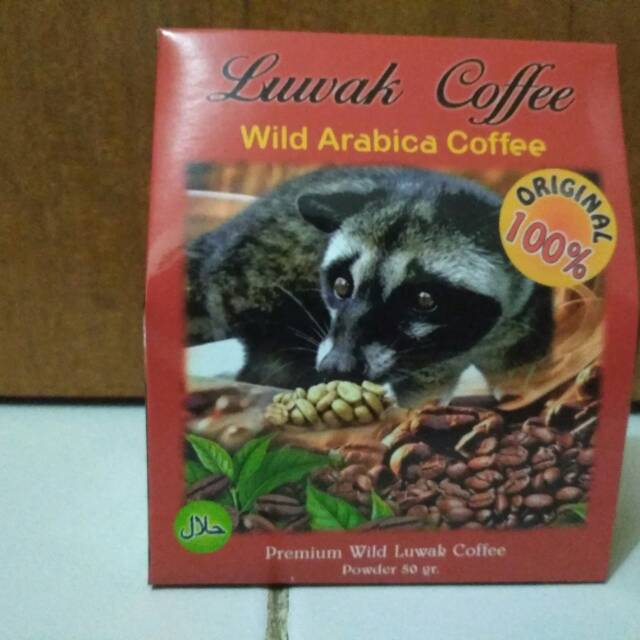 Luwak Coffee
Wild Arabica Coffee
ORIGINAL
100%
حلال
Premium Wild Luwak Coffee
Powder 50 gr.